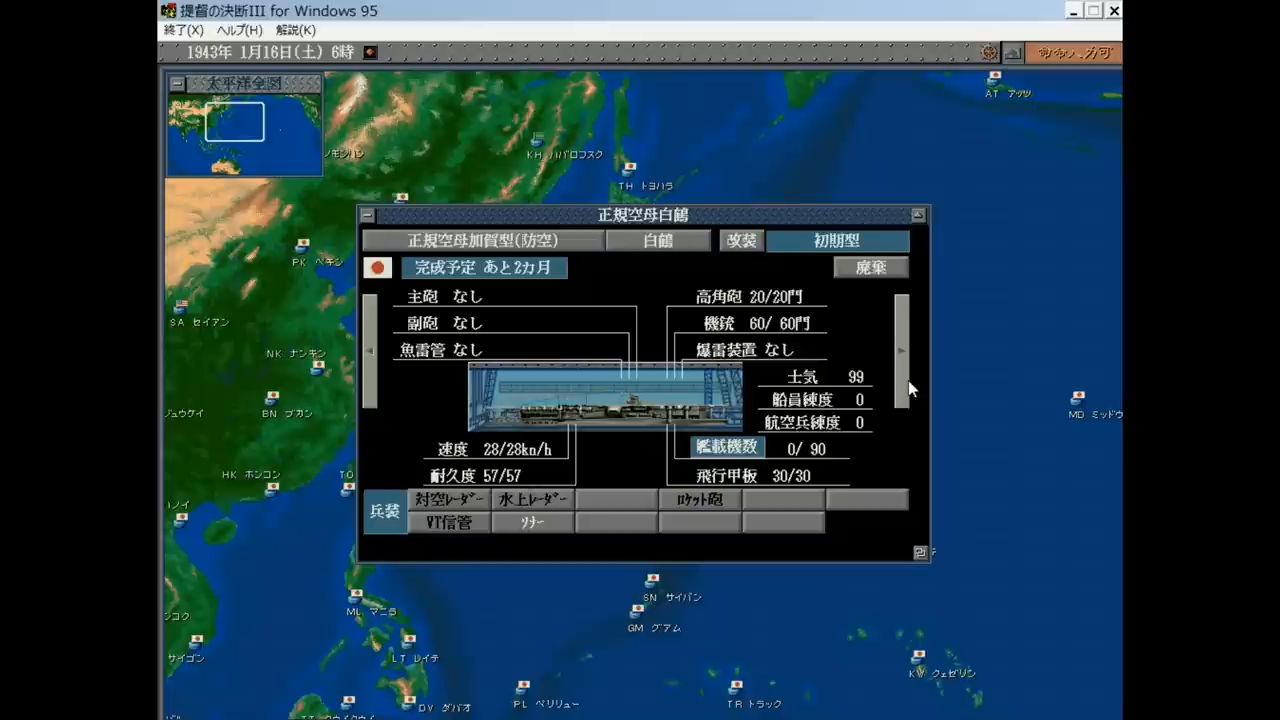 提督の決断III for Windows 95
終了(X) ヘルプ(H) 解説(K)
1943年 1月16日(土) 6時
太平洋全図
AT アッツ
ノモンハン
KH ハバロフスク
TH トヨハラ
正規空母白鶴
正規空母加賀型(防空) 白鶴 改装 初期型
PK ペキン
完成予定 あと2カ月 廃棄
主砲 なし 高角砲 20/20門
SA セイアン
副砲 なし 機銃 60/ 60門
NK ナンキン
魚雷管 なし 爆雷装置 なし
士気 99
船員練度 0
BN ブカン
MD ミッドウ
ジュウケイ
航空兵練度 0
速度 28/28kn/h 艦載機数 0/ 90
HK ホンコン
TO
耐久度 57/57 飛行甲板 30/30
兵装 対空レーダー 水上レーダー ロケット砲
VT信管 ソナー
SN サイパン
ML マニラ
GM グアム
サイゴン
LT レイテ
KW クェゼリン
DV ダバオ
PL ペリリュー
TR トラック